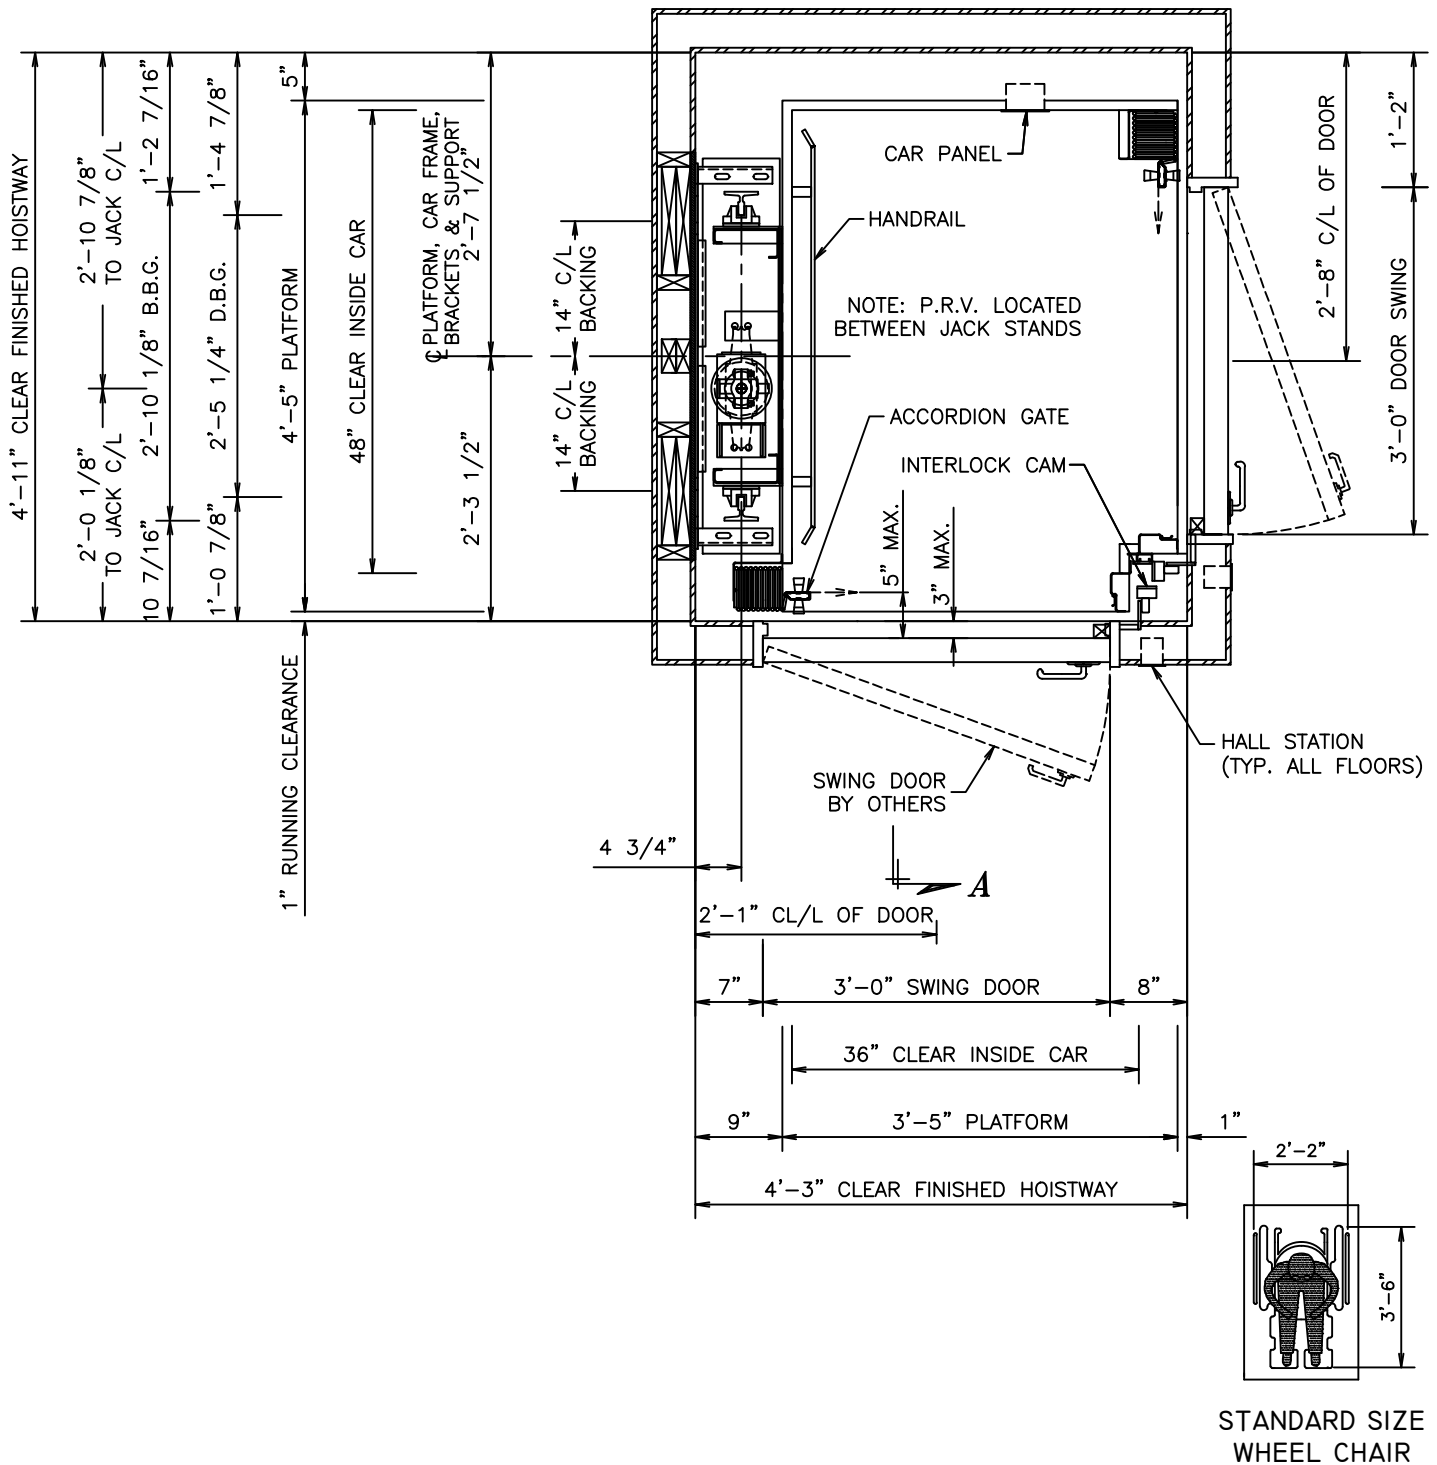 4'-11" CLEAR FINISHED HOISTWAY
2'-10 7/8"
TO JACK C/L
2'-0 1/8"
TO JACK C/L
1'-2 7/16"
2'-10 1/8" B.B.G.
10 7/16"
1'-4 7/8"
2'-5 1/4" D.B.G.
1'-0 7/8"
5"
4'-5" PLATFORM
1" RUNNING CLEARANCE
48" CLEAR INSIDE CAR
℄ PLATFORM, CAR FRAME,
BRACKETS & SUPPORT
2'-7 1/2"
2'-3 1/2"
14" C/L
BACKING
14" C/L
BACKING
CAR PANEL
HANDRAIL
NOTE: P.R.V. LOCATED
BETWEEN JACK STANDS
ACCORDION GATE
INTERLOCK CAM
5" MAX.
3" MAX.
2'-8" C/L OF DOOR
1'-2"
3'-0" DOOR SWING
HALL STATION
(TYP. ALL FLOORS)
SWING DOOR
BY OTHERS
4 3/4"
A
2'-1" CL/L OF DOOR
7"
3'-0" SWING DOOR
8"
36" CLEAR INSIDE CAR
9"
3'-5" PLATFORM
1"
4'-3" CLEAR FINISHED HOISTWAY
2'-2"
3'-6"
STANDARD SIZE
WHEEL CHAIR